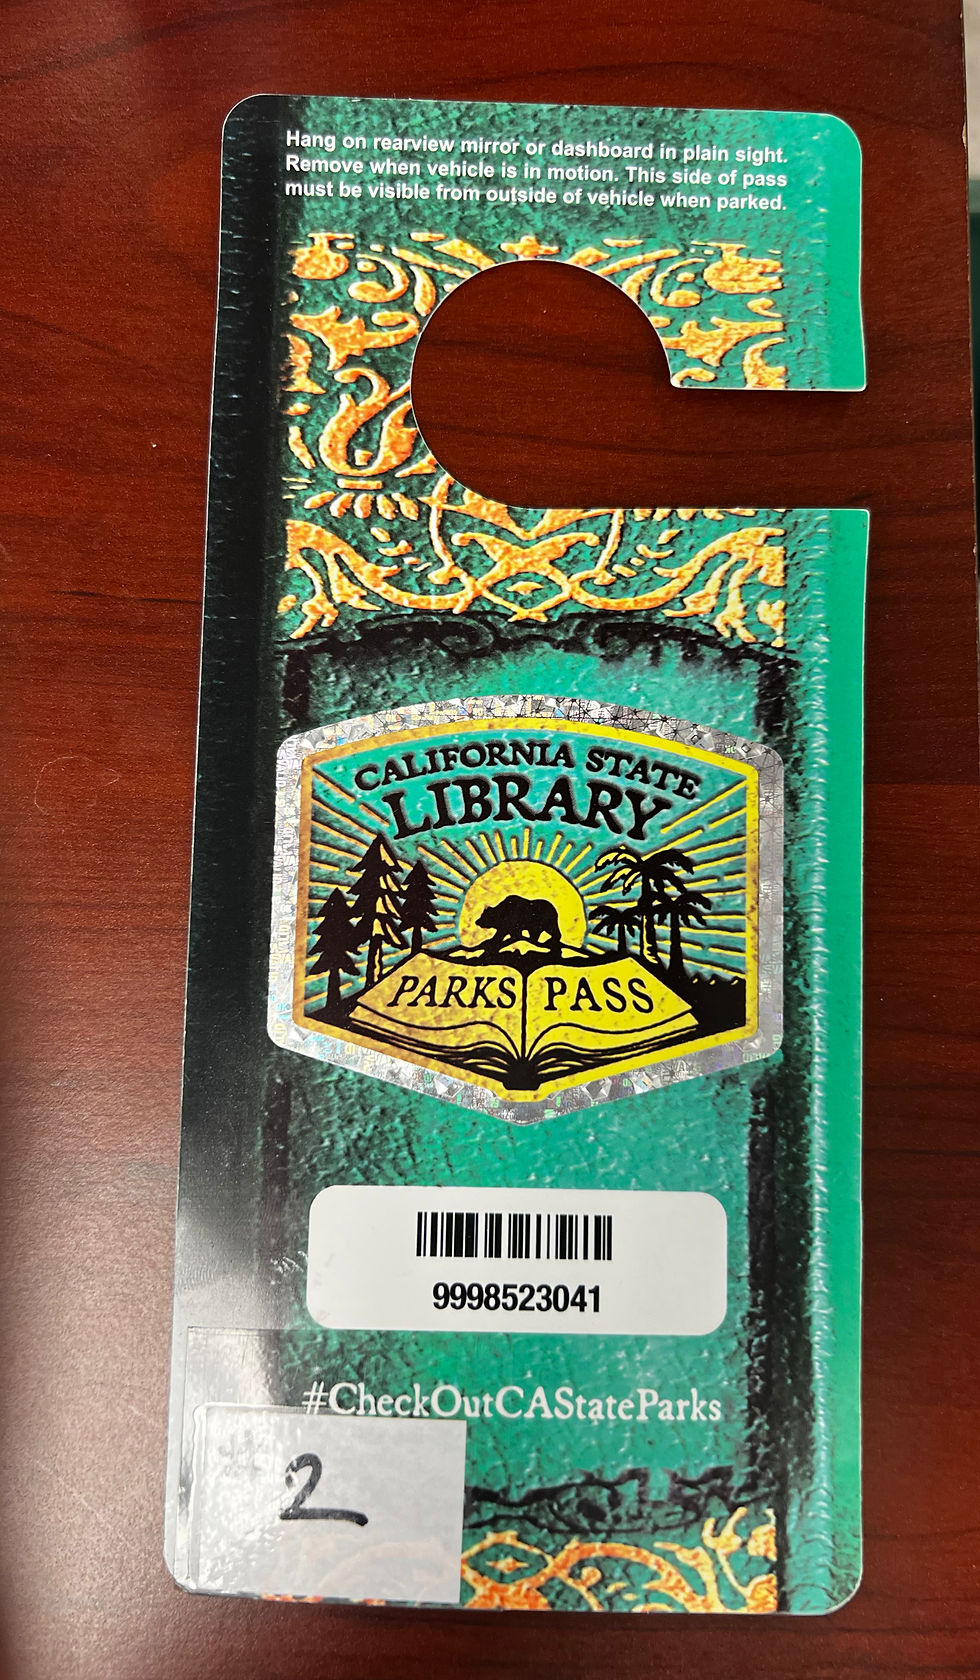 Hang on rearview mirror or dashboard in plain sight.
Remove when vehicle is in motion. This side of pass
must be visible from outside of vehicle when parked.
CALIFORNIA STATE
LIBRARY
PARKS PASS
9998523041
#CheckOutCAStateParks
2